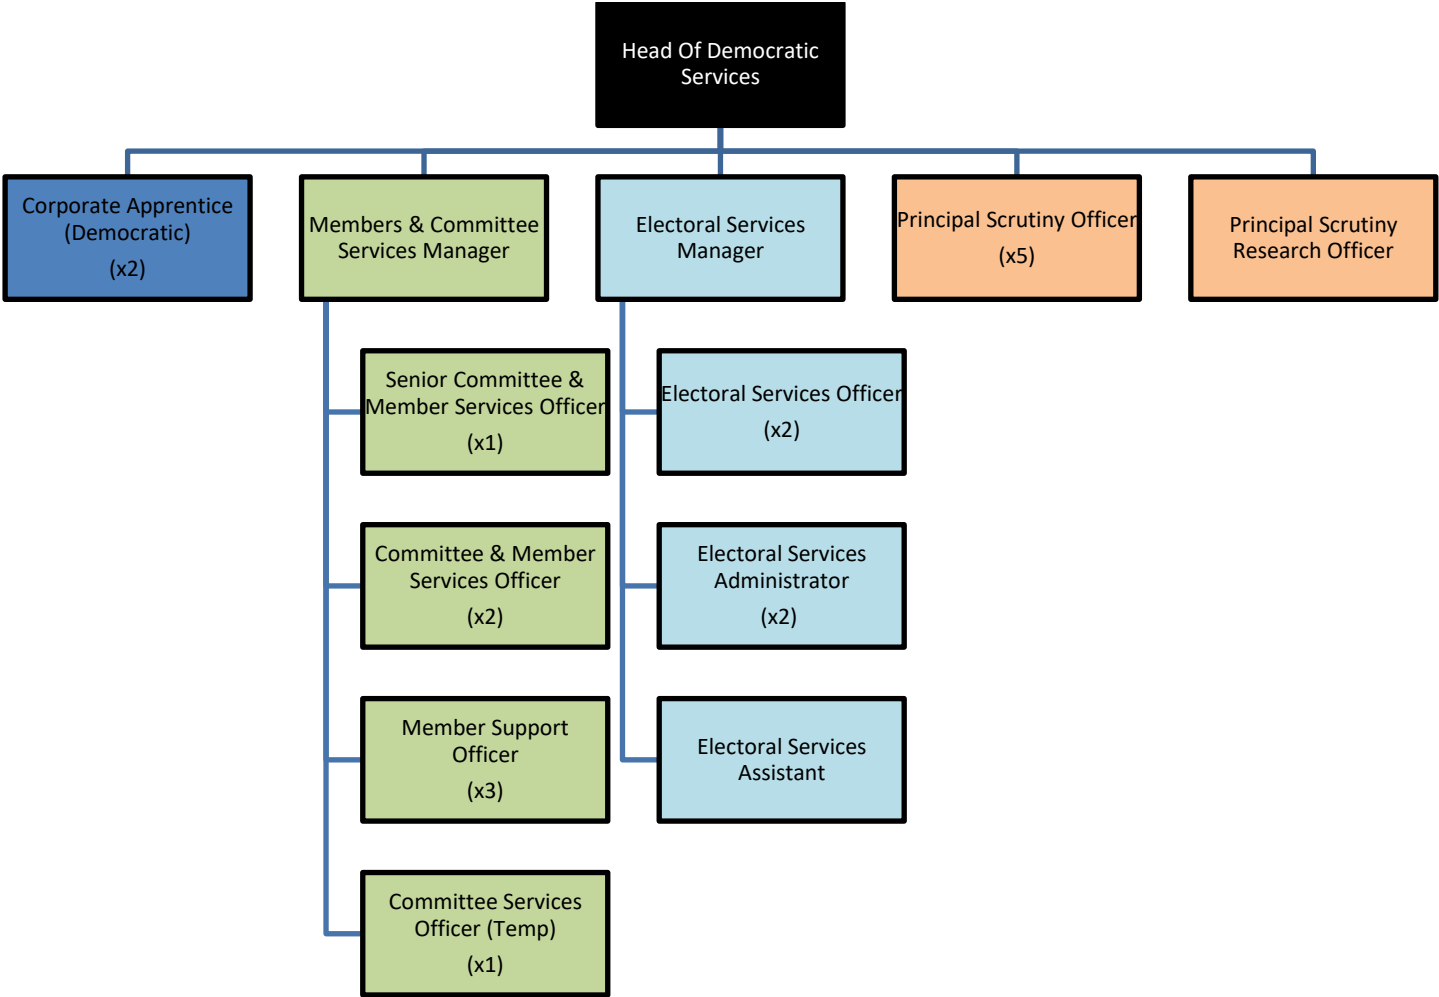 Head Of Democratic
Services
Corporate Apprentice
(Democratic)
(x2)
Members & Committee
Services Manager
Electoral Services
Manager
Principal Scrutiny Officer
(x5)
Principal Scrutiny
Research Officer
Senior Committee &
Member Services Officer
(x1)
Committee & Member
Services Officer
(x2)
Member Support
Officer
(x3)
Committee Services
Officer (Temp)
(x1)
Electoral Services Officer
(x2)
Electoral Services
Administrator
(x2)
Electoral Services
Assistant